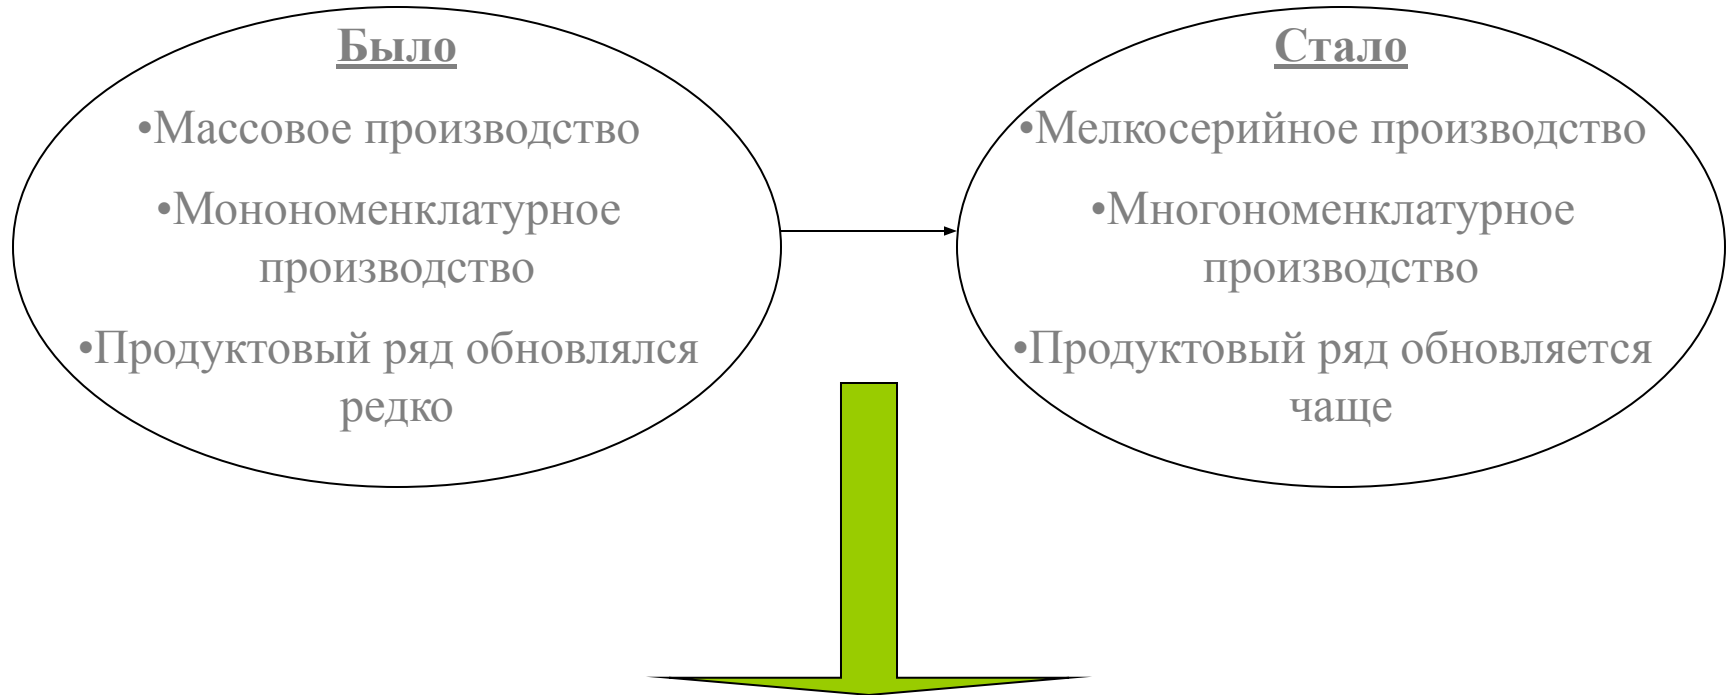 Было
•Массовое производство
•Монономенклатурное
производство
•Продуктовый ряд обновлялся
редко
Стало
•Мелкосерийное производство
•Многономенклатурное
производство
•Продуктовый ряд обновляется
чаще